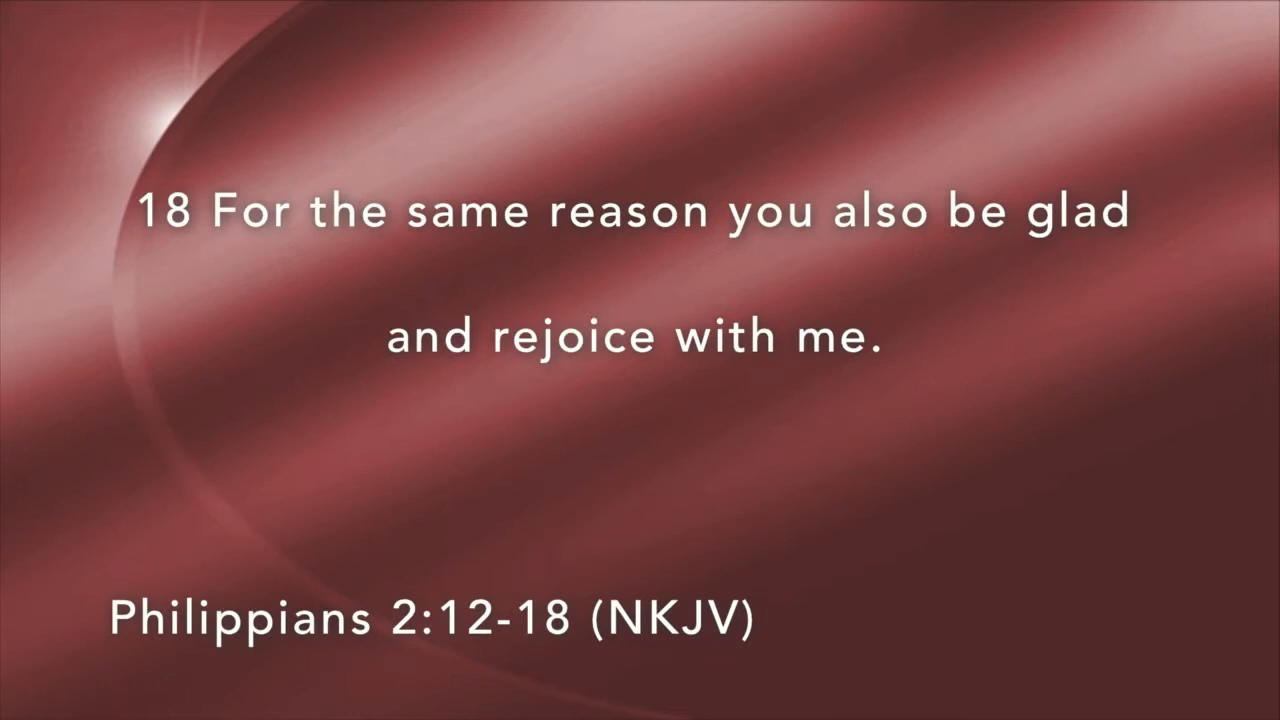 18 For the same reason you also be glad
and rejoice with me.
Philippians 2:12-18 (NKJV)